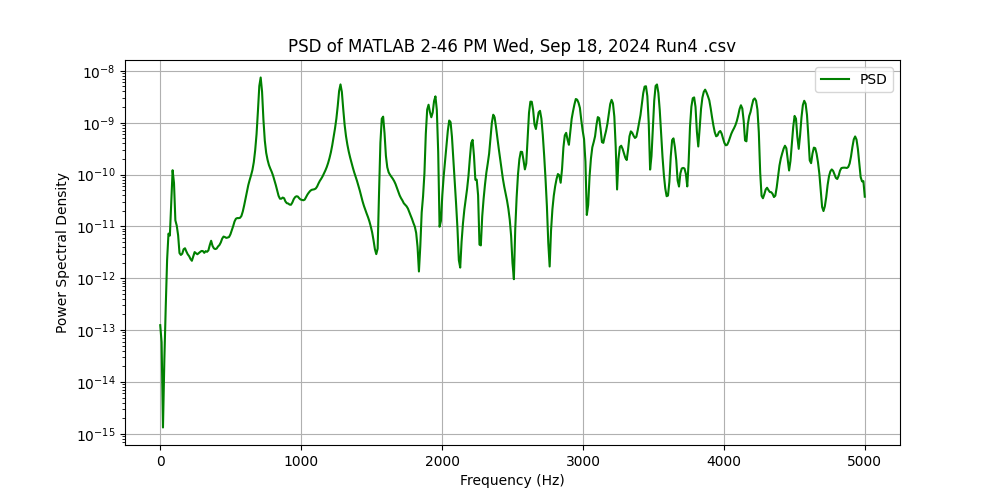 PSD of MATLAB 2-46 PM Wed, Sep 18, 2024 Run4 .csv
PSD
Power Spectral Density
10⁻⁸
10⁻⁹
10⁻¹⁰
10⁻¹¹
10⁻¹²
10⁻¹³
10⁻¹⁴
10⁻¹⁵
0 1000 2000 3000 4000 5000
Frequency (Hz)